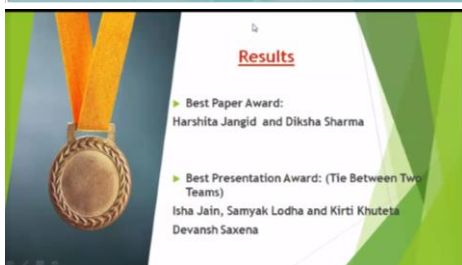 Results
Best Paper Award:
Harshita Jangid and Diksha Sharma
Best Presentation Award: (Tie Between Two
Teams)
Isha Jain, Samyak Lodha and Kirti Khuteta
Devansh Saxena